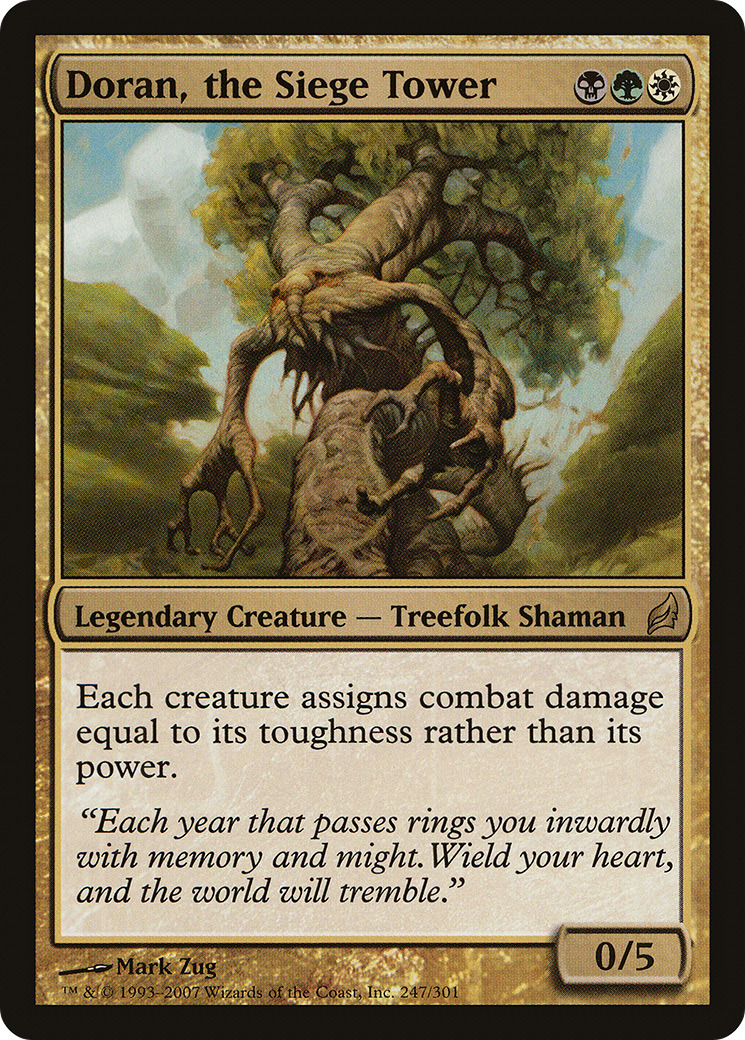 Doran, the Siege Tower
Legendary Creature — Treefolk Shaman
Each creature assigns combat damage
equal to its toughness rather than its
power.
“Each year that passes rings you inwardly
with memory and might. Wield your heart,
and the world will tremble.”
0/5
Mark Zug
™ & © 1993–2007 Wizards of the Coast, Inc. 247/301